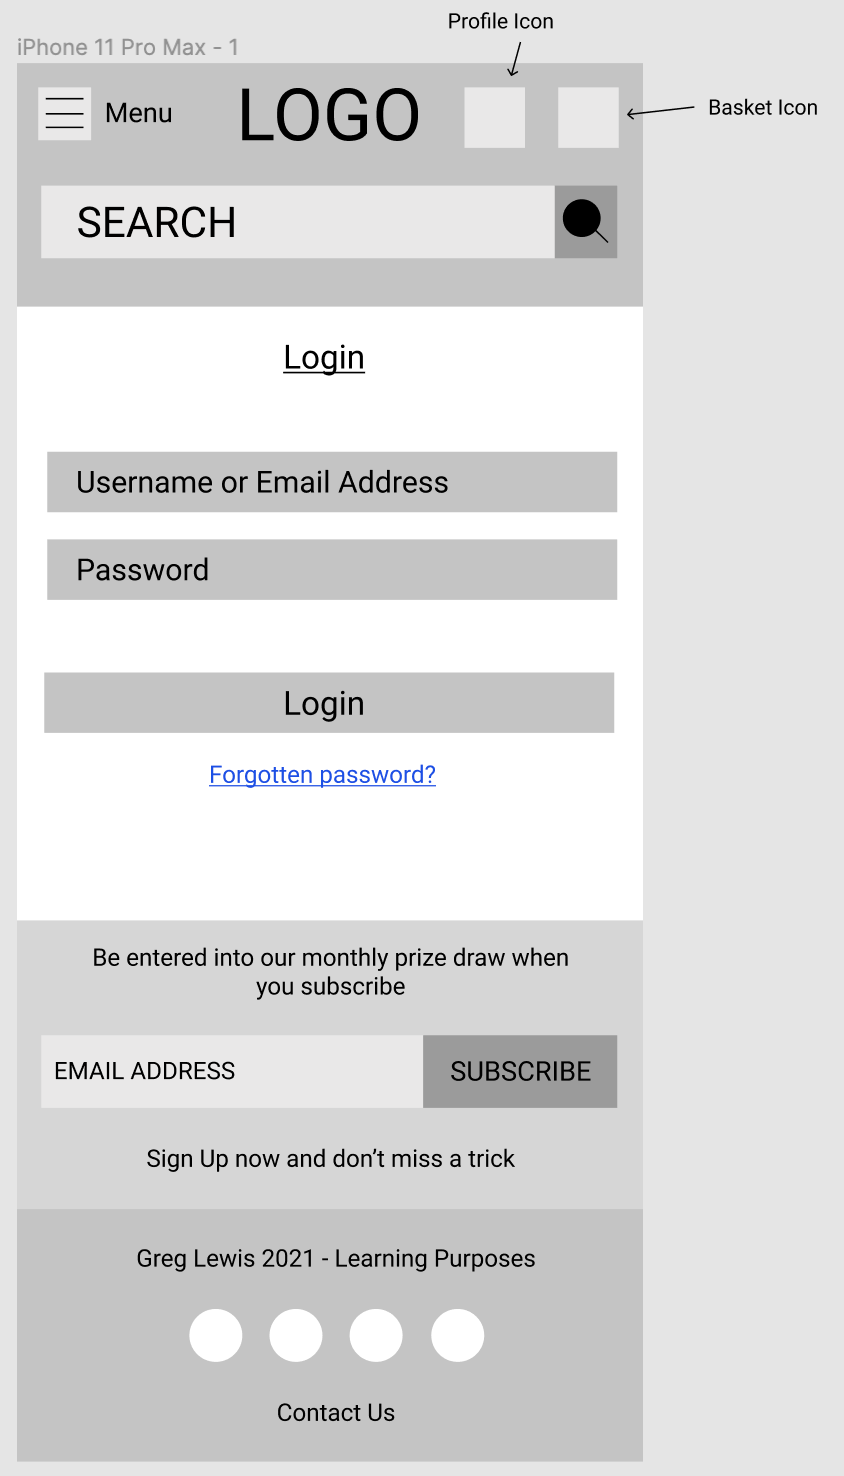 Profile Icon
iPhone 11 Pro Max - 1
Menu
LOGO
Basket Icon
SEARCH
Login
Username or Email Address
Password
Login
Forgotten password?
Be entered into our monthly prize draw when
you subscribe
EMAIL ADDRESS
SUBSCRIBE
Sign Up now and don’t miss a trick
Greg Lewis 2021 - Learning Purposes
Contact Us